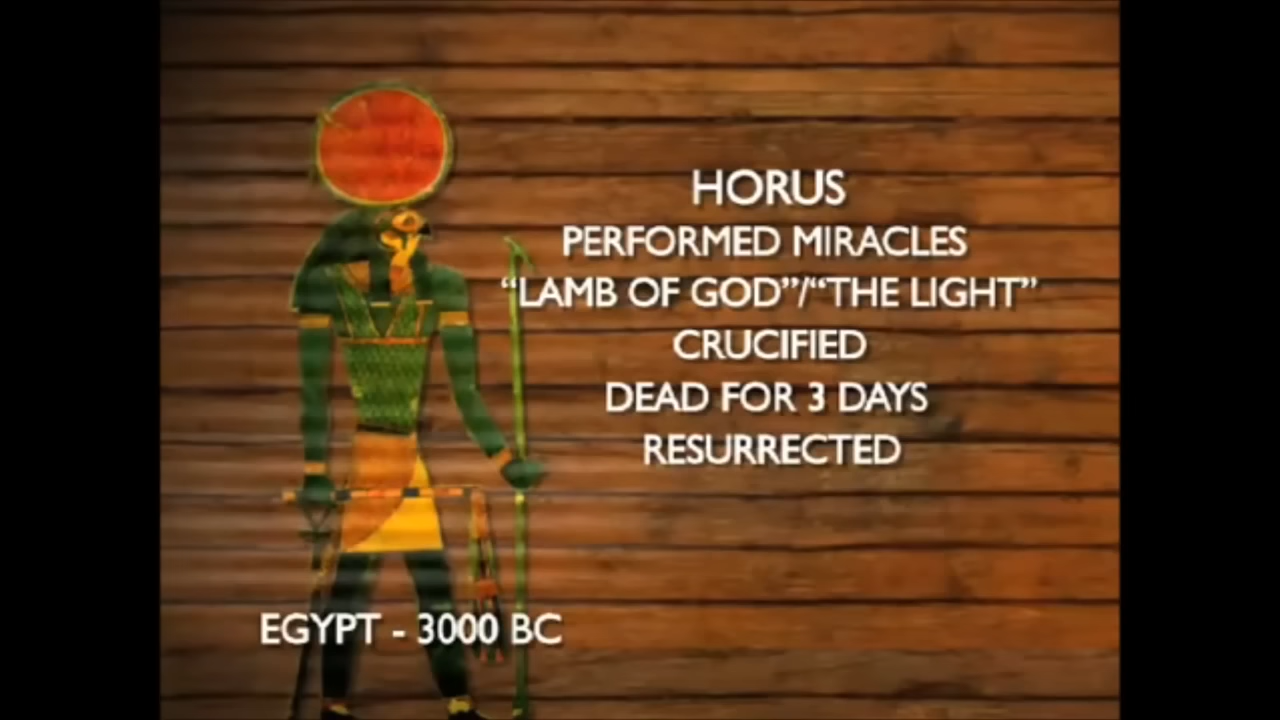 HORUS
PERFORMED MIRACLES
“LAMB OF GOD”/“THE LIGHT”
CRUCIFIED
DEAD FOR 3 DAYS
RESURRECTED
EGYPT - 3000 BC